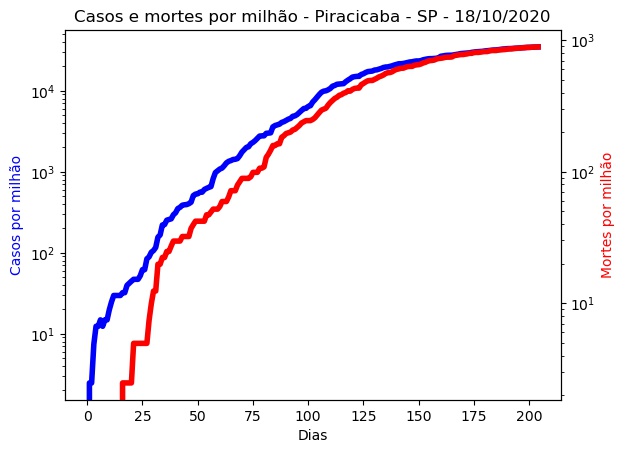 Casos e mortes por milhão - Piracicaba - SP - 18/10/2020
10⁴
10³
10²
10¹
Casos por milhão
10³
10²
10¹
Mortes por milhão
0 25 50 75 100 125 150 175 200
Dias